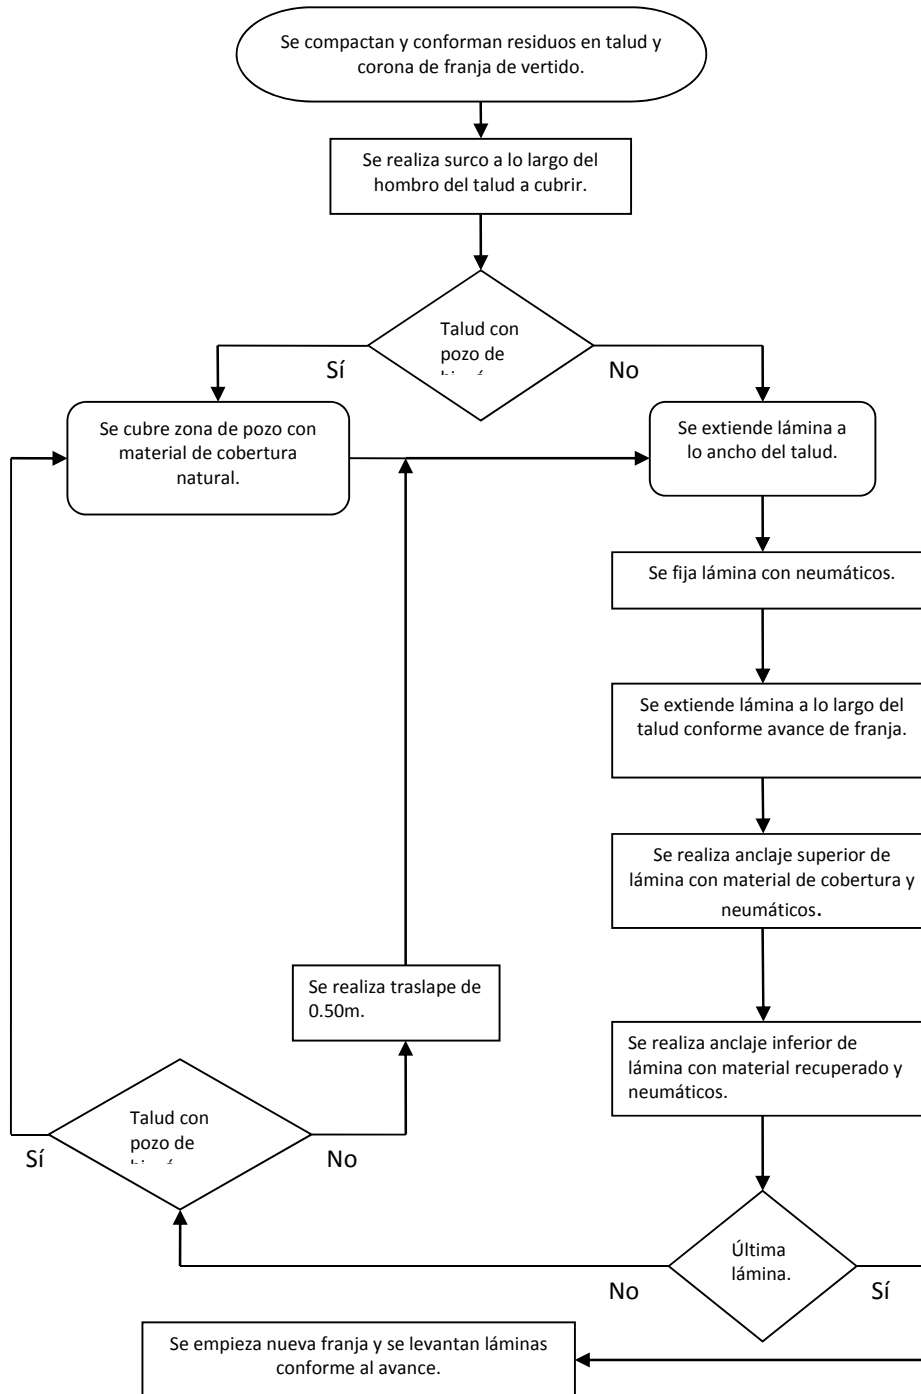 Se compactan y conforman residuos en talud y
corona de franja de vertido.
Se realiza surco a lo largo del
hombro del talud a cubrir.
Talud con
pozo de
Sí
No
Se cubre zona de pozo con
material de cobertura
natural.
Se extiende lámina a
lo ancho del talud.
Se fija lámina con neumáticos.
Se extiende lámina a lo largo del
talud conforme avance de franja.
Se realiza anclaje superior de
lámina con material de cobertura y
neumáticos.
Se realiza traslape de
0.50m.
Se realiza anclaje inferior de
lámina con material recuperado y
neumáticos.
Talud con
pozo de
Sí
No
Última
lámina.
No
Sí
Se empieza nueva franja y se levantan láminas
conforme al avance.